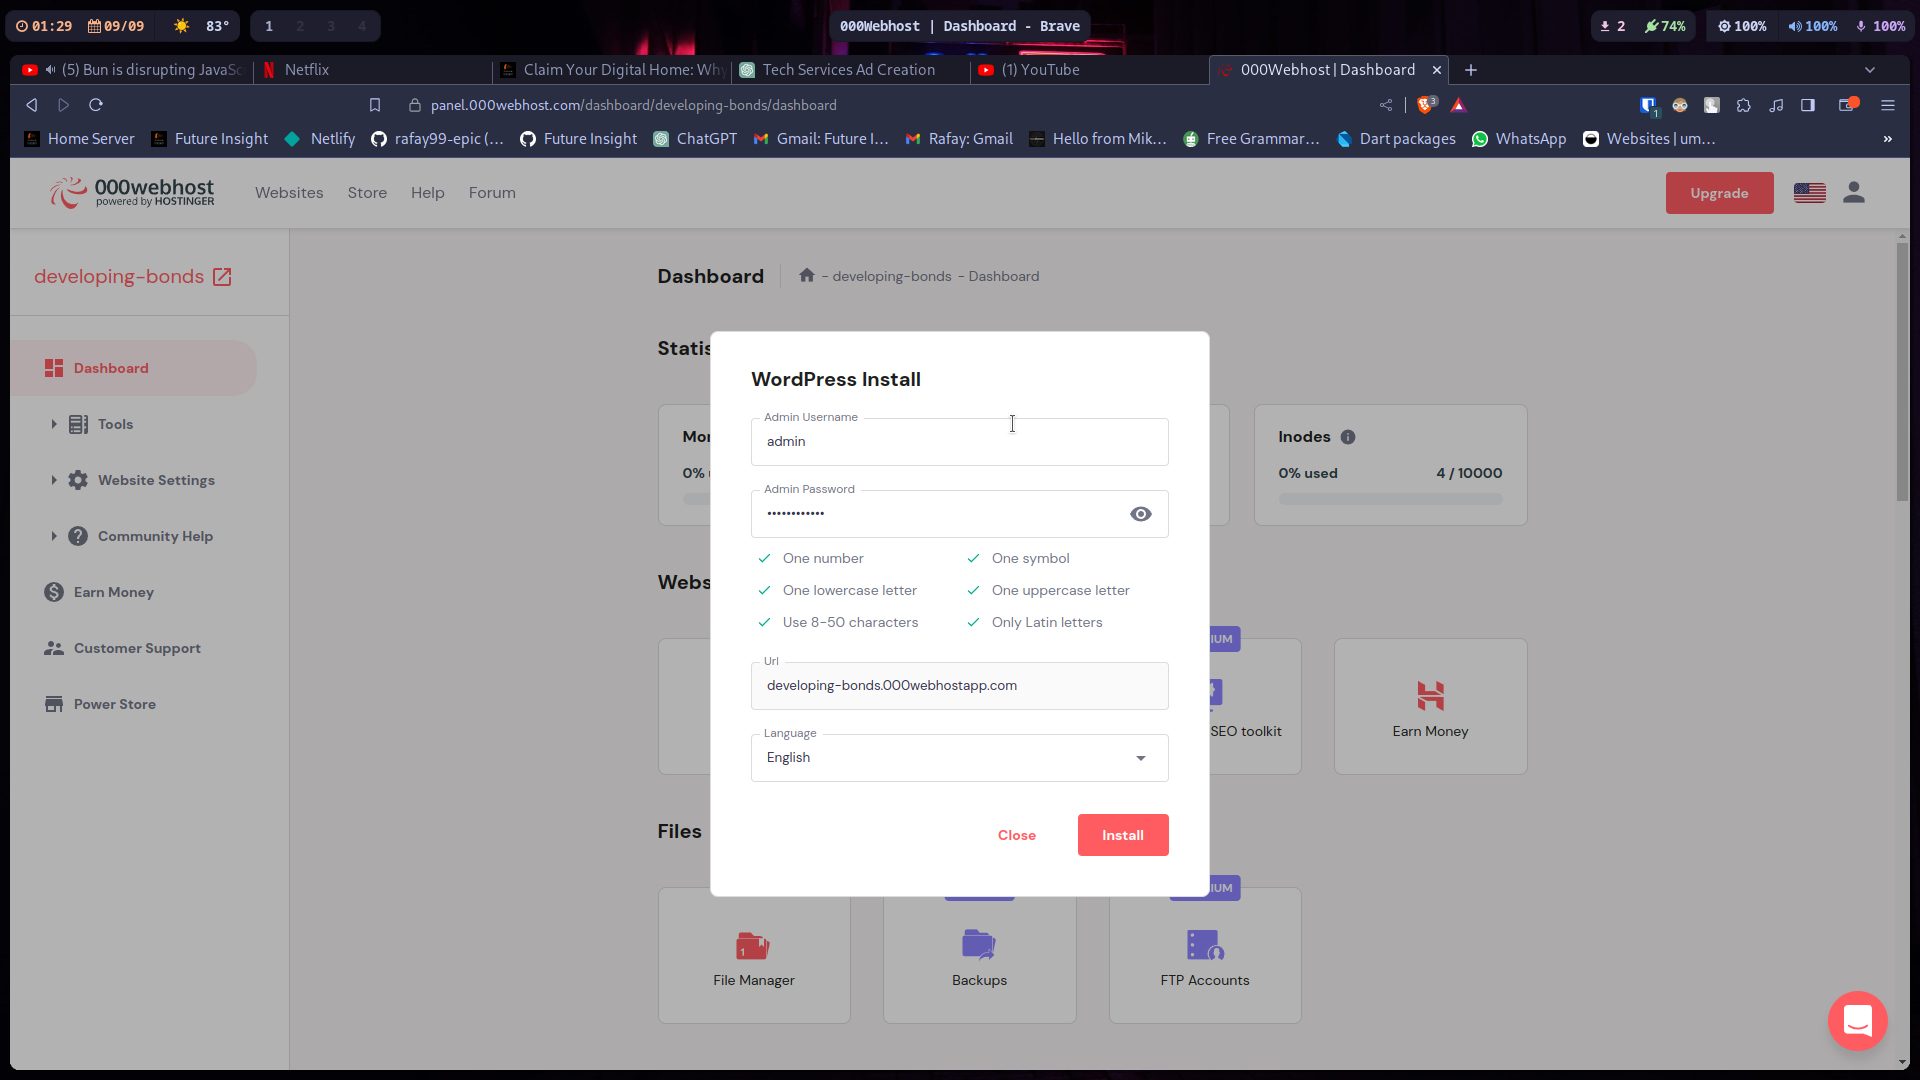 01:29 09/09 83° 1 2 3 4 000Webhost | Dashboard - Brave 2 74% 100% 100% 100%
(5) Bun is disrupting JavaSc Netflix Claim Your Digital Home: Why Tech Services Ad Creation (1) YouTube 000Webhost | Dashboard
panel.000webhost.com/dashboard/developing-bonds/dashboard 3 1
Home Server Future Insight Netlify rafay99-epic (... Future Insight ChatGPT Gmail: Future I... Rafay: Gmail Hello from Mik... Free Grammar... Dart packages WhatsApp Websites | um... »
000webhost
powered by HOSTINGER
Websites Store Help Forum Upgrade
developing-bonds
Dashboard - developing-bonds - Dashboard
Dashboard
Tools
Website Settings
Community Help
Earn Money
Customer Support
Power Store
Statis
WordPress Install
Admin Username
admin
Admin Password
••••••••••••
One number One symbol
One lowercase letter One uppercase letter
Use 8-50 characters Only Latin letters
Url
developing-bonds.000webhostapp.com
Language
English
Close Install
Mon
0% u
Inodes
0% used 4 / 10000
Webs
IUM
SEO toolkit
Earn Money
Files
IUM
File Manager
Backups
FTP Accounts